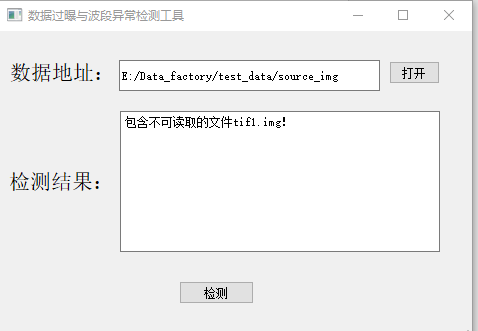 数据过曝与波段异常检测工具
数据地址: E:/Data_factory/test_data/source_img 打开
包含不可读取的文件tif1.img!
检测结果:
检测